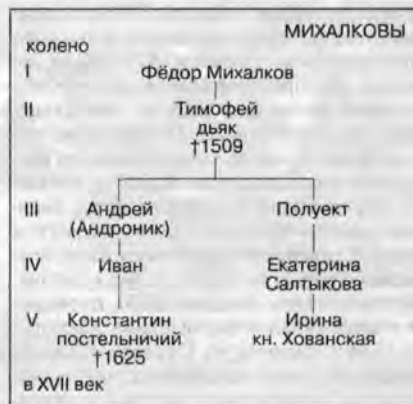 МИХАЛКОВЫ
колено
I Фёдор Михалков
II Тимофей
дьяк
†1509
III Андрей Полуект
(Андроник)
IV Иван Екатерина
Салтыкова
V Константин Ирина
постельничий кн. Хованская
†1625
в XVII век